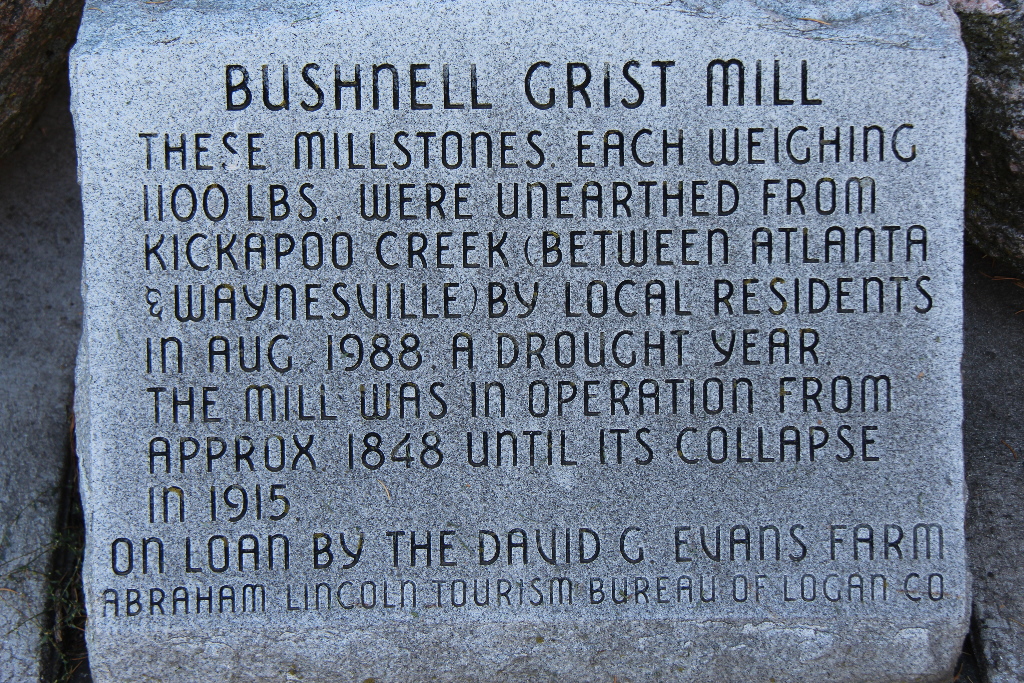 BUSHNELL GRIST MILL
THESE MILLSTONES, EACH WEIGHING
1100 LBS., WERE UNEARTHED FROM
KICKAPOO CREEK (BETWEEN ATLANTA
& WAYNESVILLE) BY LOCAL RESIDENTS
IN AUG. 1988, A DROUGHT YEAR.
THE MILL WAS IN OPERATION FROM
APPROX 1848 UNTIL ITS COLLAPSE
IN 1915.
ON LOAN BY THE DAVID G. EVANS FARM
ABRAHAM LINCOLN TOURISM BUREAU OF LOGAN CO